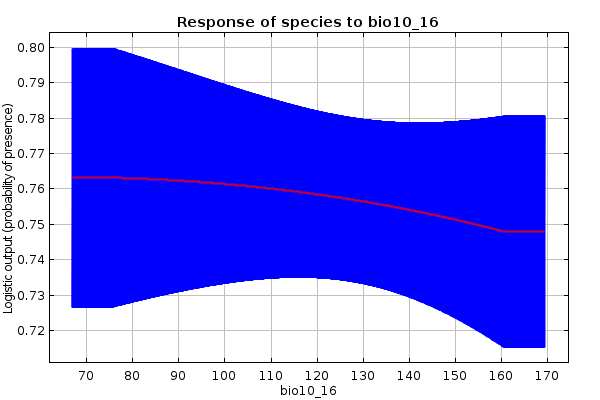 Response of species to bio10_16
Logistic output (probability of presence)
0.80
0.79
0.78
0.77
0.76
0.75
0.74
0.73
0.72
70 80 90 100 110 120 130 140 150 160 170
bio10_16